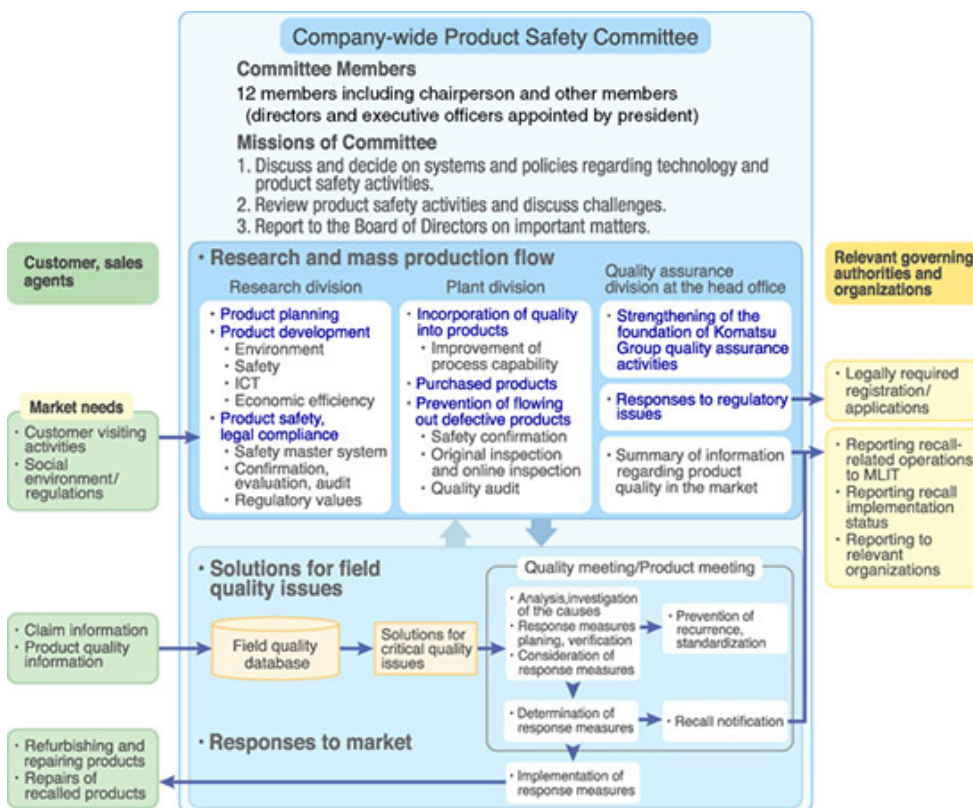 Company-wide Product Safety Committee
Committee Members
12 members including chairperson and other members
(directors and executive officers appointed by president)
Missions of Committee
1. Discuss and decide on systems and policies regarding technology and
product safety activities.
2. Review product safety activities and discuss challenges.
3. Report to the Board of Directors on important matters.
Customer, sales
agents
Market needs
・Customer visiting
activities
・Social
environment/
regulations
・Research and mass production flow
Research division
・Product planning
・Product development
・Environment
・Safety
・ICT
・Economic efficiency
・Product safety,
legal compliance
・Safety master system
・Confirmation,
evaluation, audit
・Regulatory values
Plant division
・Incorporation of quality
into products
・Improvement of
process capability
・Purchased products
・Prevention of flowing
out defective products
・Safety confirmation
・Original inspection
and online inspection
・Quality audit
Quality assurance
division at the head office
・Strengthening of the
foundation of Komatsu
Group quality assurance
activities
・Responses to regulatory
issues
・Summary of information
regarding product
quality in the market
Relevant governing
authorities and
organizations
・Legally required
registration/
applications
・Reporting recall-
related operations
to MLIT
・Reporting recall
implementation
status
・Reporting to
relevant
organizations
・Solutions for field
quality issues
・Claim information
・Product quality
information
Field quality
database
Solutions for
critical quality
issues
Quality meeting/Product meeting
・Analysis,investigation
of the causes
・Response measures
planing, verification
・Consideration of
response measures
・Prevention of
recurrence,
standardization
・Determination of
response measures
・Recall notification
・Responses to market
・Implementation of
response measures
・Refurbishing and
repairing products
・Repairs of
recalled products